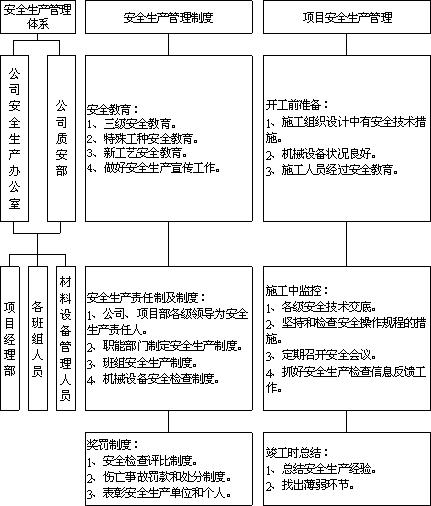 安全生产管理
体系
公司安全生产办公室
公司质安部
项目经理部
各班组人员
材料设备管理人员
安全生产管理制度
安全教育：
1、三级安全教育。
2、特殊工种安全教育。
3、新工艺安全教育。
4、做好安全生产宣传工作。
安全生产责任制及制度：
1、公司、项目部各级领导为安全
生产责任人。
2、职能部门制定安全生产制度。
3、班组安全生产制度。
4、机械设备安全检查制度。
奖罚制度：
1、安全检查评比制度。
2、伤亡事故罚款和处分制度。
3、表彰安全生产单位和个人。
项目安全生产管理
开工前准备：
1、施工组织设计中有安全技术措
施。
2、机械设备状况良好。
3、施工人员经过安全教育。
施工中监控：
1、各级安全技术交底。
2、坚持和检查安全操作规程的措
施。
3、定期召开安全会议。
4、抓好安全生产检查信息反馈工
作。
竣工时总结：
1、总结安全生产经验。
2、找出薄弱环节。